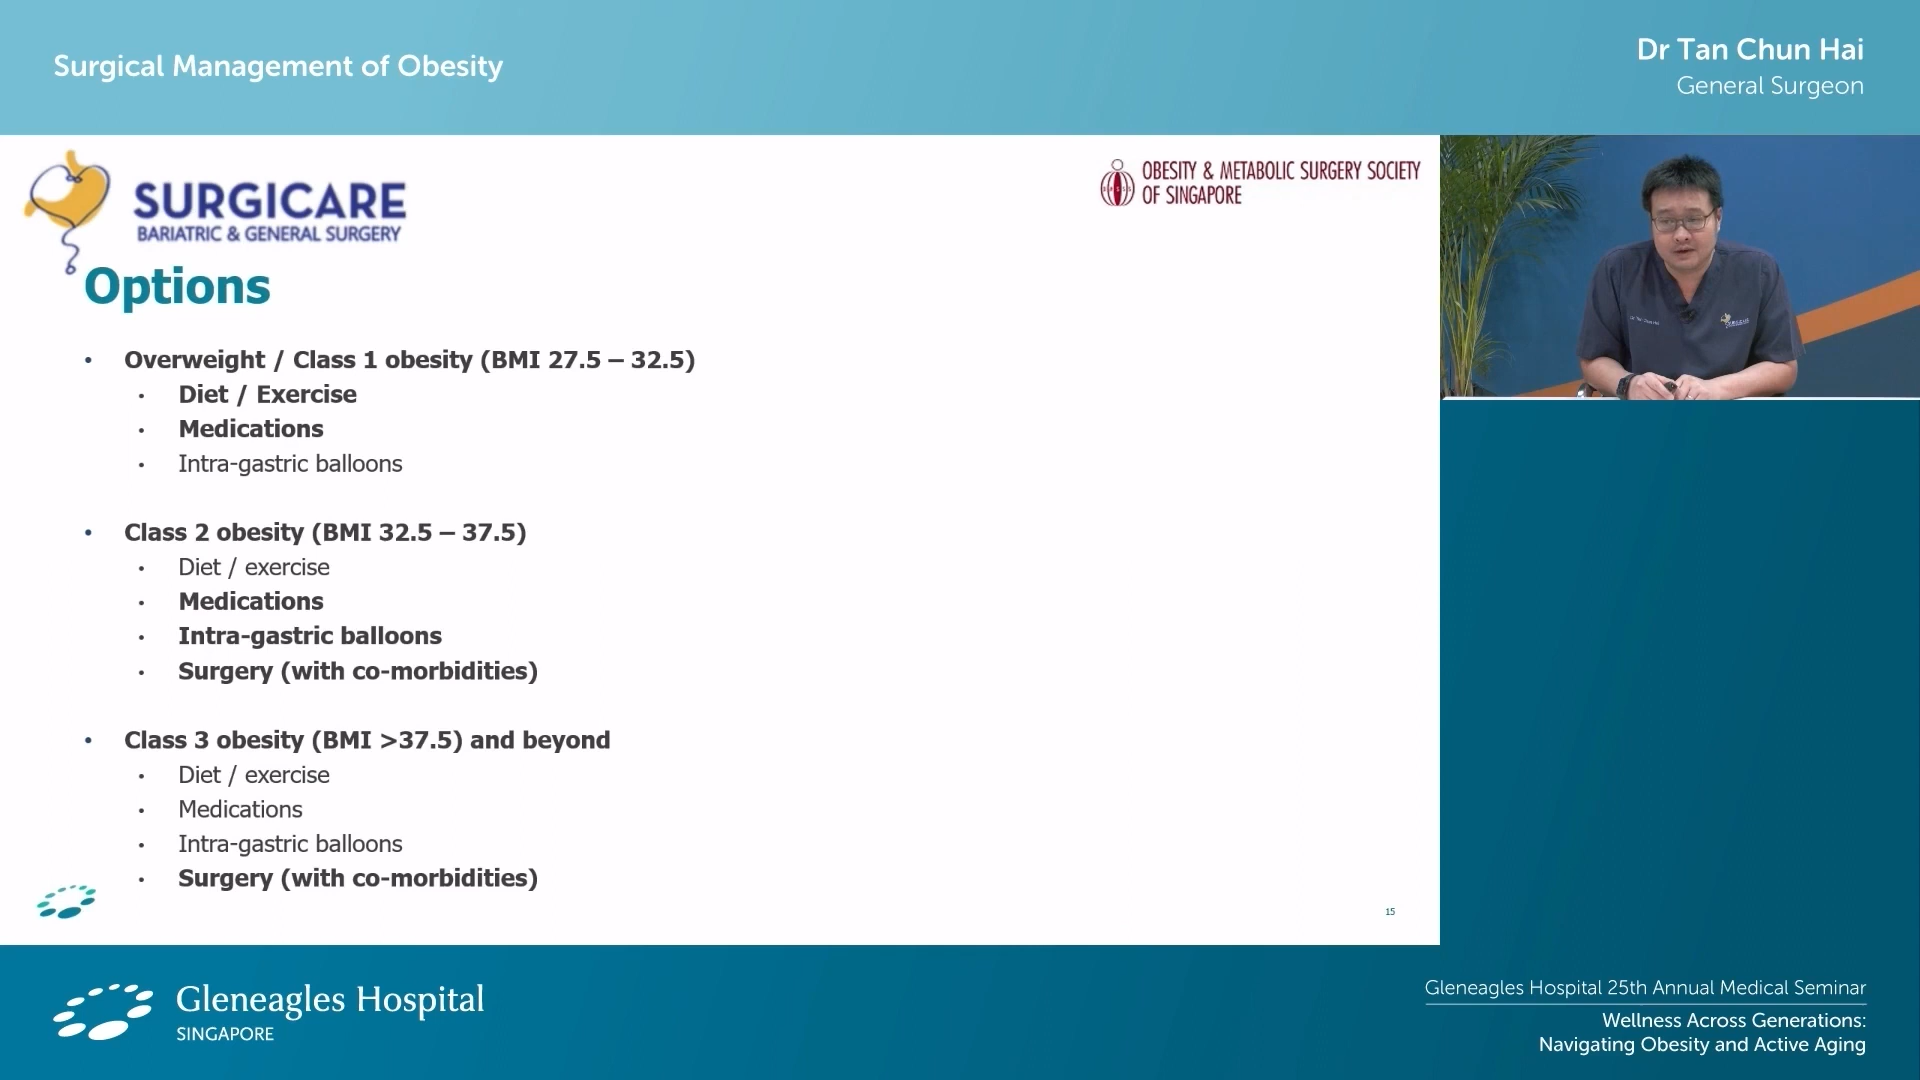 Surgical Management of Obesity
Dr Tan Chun Hai
General Surgeon
SURGICARE
BARIATRIC & GENERAL SURGERY
OBESITY & METABOLIC SURGERY SOCIETY
OF SINGAPORE
Options
• Overweight / Class 1 obesity (BMI 27.5 – 32.5)
• Diet / Exercise
• Medications
• Intra-gastric balloons
• Class 2 obesity (BMI 32.5 – 37.5)
• Diet / exercise
• Medications
• Intra-gastric balloons
• Surgery (with co-morbidities)
• Class 3 obesity (BMI >37.5) and beyond
• Diet / exercise
• Medications
• Intra-gastric balloons
• Surgery (with co-morbidities)
15
Gleneagles Hospital
SINGAPORE
Gleneagles Hospital 25th Annual Medical Seminar
Wellness Across Generations:
Navigating Obesity and Active Aging